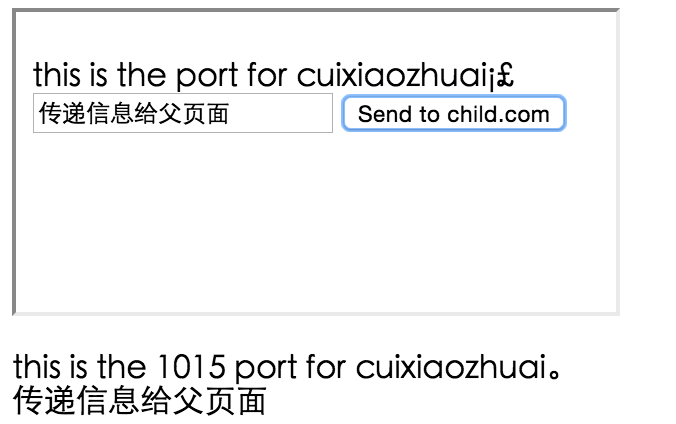 this is the port for cuixiaozhuai¡£
传递信息给父页面 Send to child.com
this is the 1015 port for cuixiaozhuai。
传递信息给父页面